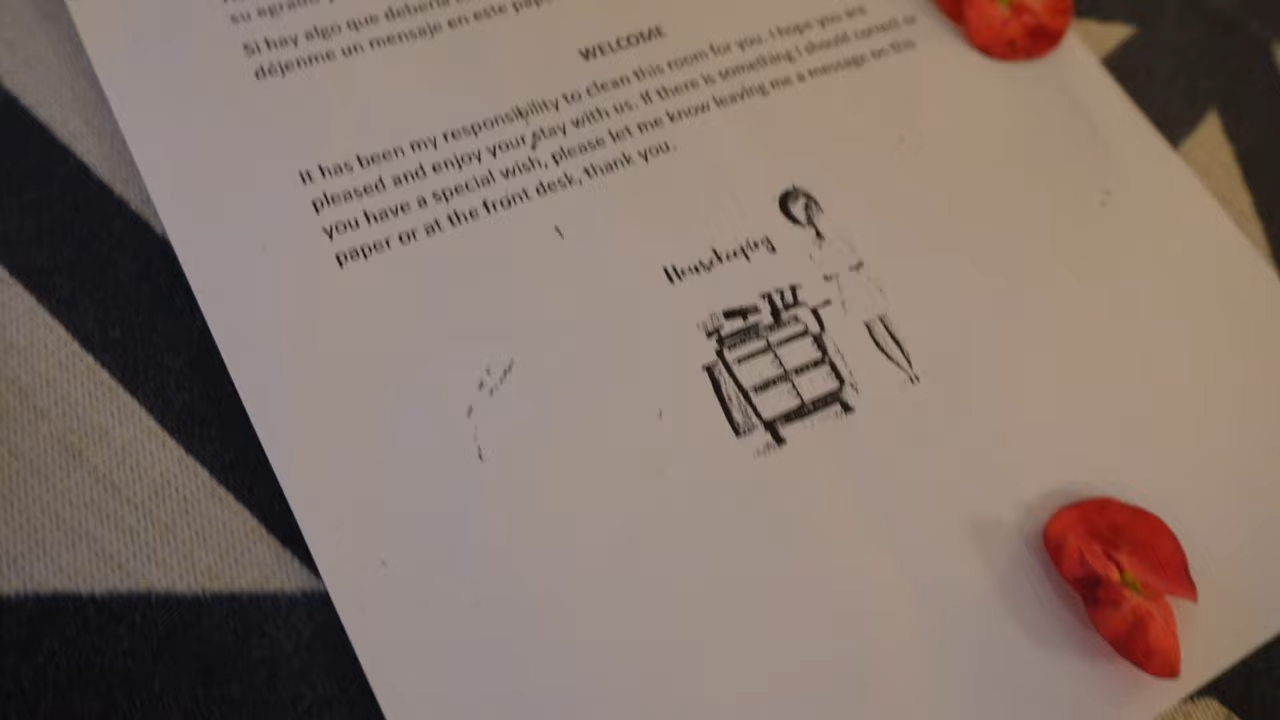 su agrado
Si hay algo que debería
déjenme un mensaje en este
WELCOME
It has been my responsibility to clean this room for you. I hope you are
pleased and enjoy your stay with us. If there is something I should correct or
you have a special wish, please let me know leaving me a message on this
paper or at the front desk, thank you.
Housekeeping